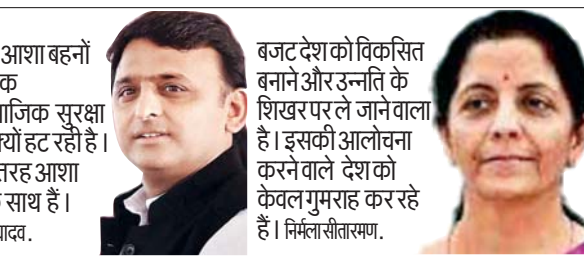 आशा बहनों
क
ाजिक सुरक्षा
क्यों हट रही है।
तरह आशा
साथ हैं।
ादव.
बजट देश को विकसित
बनाने और उन्नति के
शिखर पर ले जाने वाला
है। इसकी आलोचना
करने वाले देश को
केवल गुमराह कर रहे
हैं। निर्मला सीतारमण.